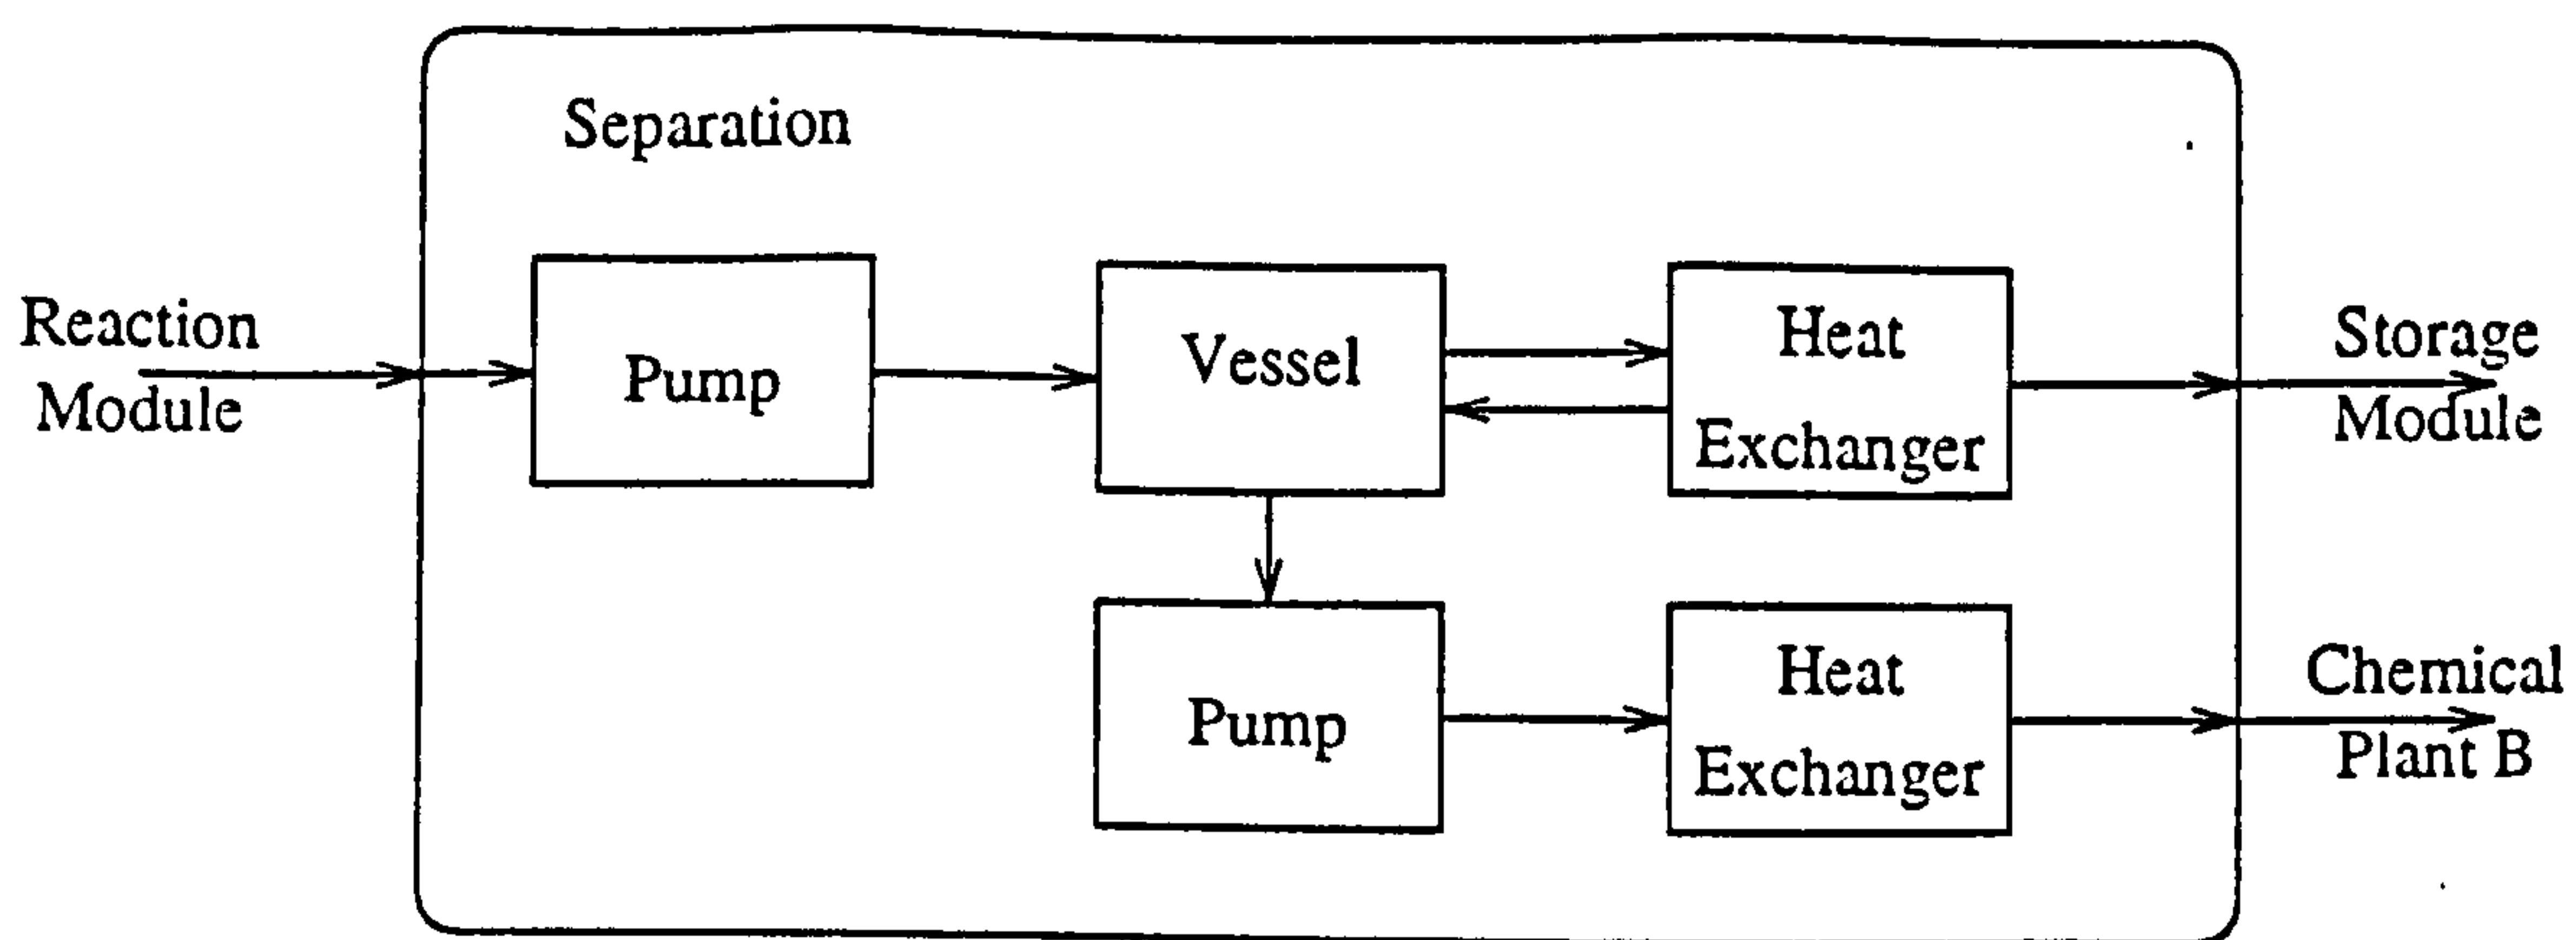 Separation
Reaction
Module
Pump
Vessel
Heat
Exchanger
Storage
Module
Pump
Heat
Exchanger
Chemical
Plant B